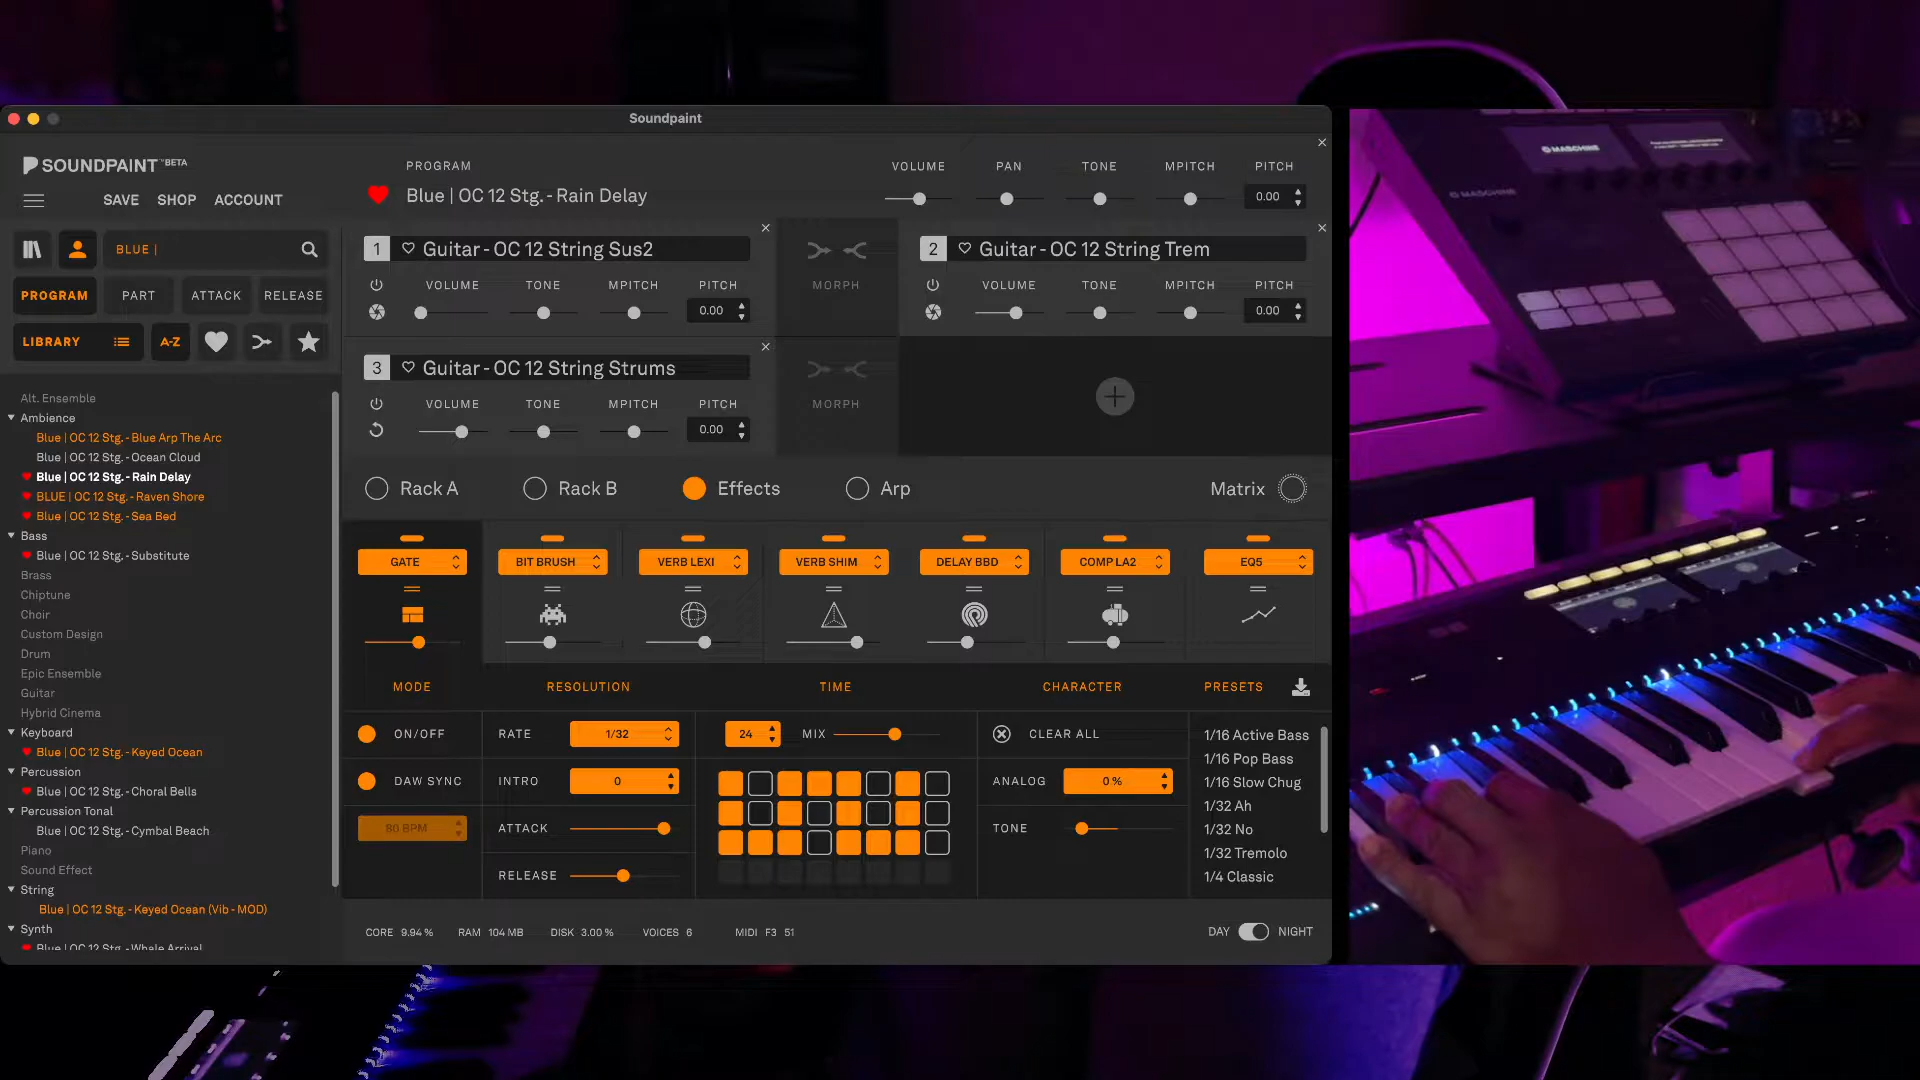 Soundpaint
SOUNDPAINT™BETA
SAVE SHOP ACCOUNT
PROGRAM
Blue | OC 12 Stg. - Rain Delay
VOLUME PAN TONE MPITCH PITCH
0.00
BLUE |
PROGRAM PART ATTACK RELEASE
LIBRARY A-Z
1 Guitar - OC 12 String Sus2
VOLUME TONE MPITCH PITCH
0.00
MORPH
2 Guitar - OC 12 String Trem
VOLUME TONE MPITCH PITCH
0.00
3 Guitar - OC 12 String Strums
VOLUME TONE MPITCH PITCH
0.00
MORPH
Alt. Ensemble
Ambience
Blue | OC 12 Stg. - Blue Arp The Arc
Blue | OC 12 Stg. - Ocean Cloud
Blue | OC 12 Stg. - Rain Delay
BLUE | OC 12 Stg. - Raven Shore
Blue | OC 12 Stg. - Sea Bed
Bass
Blue | OC 12 Stg. - Substitute
Brass
Chiptune
Choir
Custom Design
Drum
Epic Ensemble
Guitar
Hybrid Cinema
Keyboard
Blue | OC 12 Stg. - Keyed Ocean
Percussion
Blue | OC 12 Stg. - Choral Bells
Percussion Tonal
Blue | OC 12 Stg. - Cymbal Beach
Piano
Sound Effect
String
Blue | OC 12 Stg. - Keyed Ocean (Vib - MOD)
Synth
Blue | OC 12 Stg. - Whale Arrival
Rack A Rack B Effects Arp Matrix
GATE BIT BRUSH VERB LEXI VERB SHIM DELAY BBD COMP LA2 EQ5
MODE RESOLUTION TIME CHARACTER PRESETS
ON/OFF RATE 1/32 24 MIX CLEAR ALL
DAW SYNC INTRO 0 ANALOG 0 %
80 BPM ATTACK TONE
RELEASE
1/16 Active Bass
1/16 Pop Bass
1/16 Slow Chug
1/32 Ah
1/32 No
1/32 Tremolo
1/4 Classic
CORE 9.94 % RAM 104 MB DISK 3.00 % VOICES 6 MIDI F3 51
DAY NIGHT
MASCHINE
MASCHINE